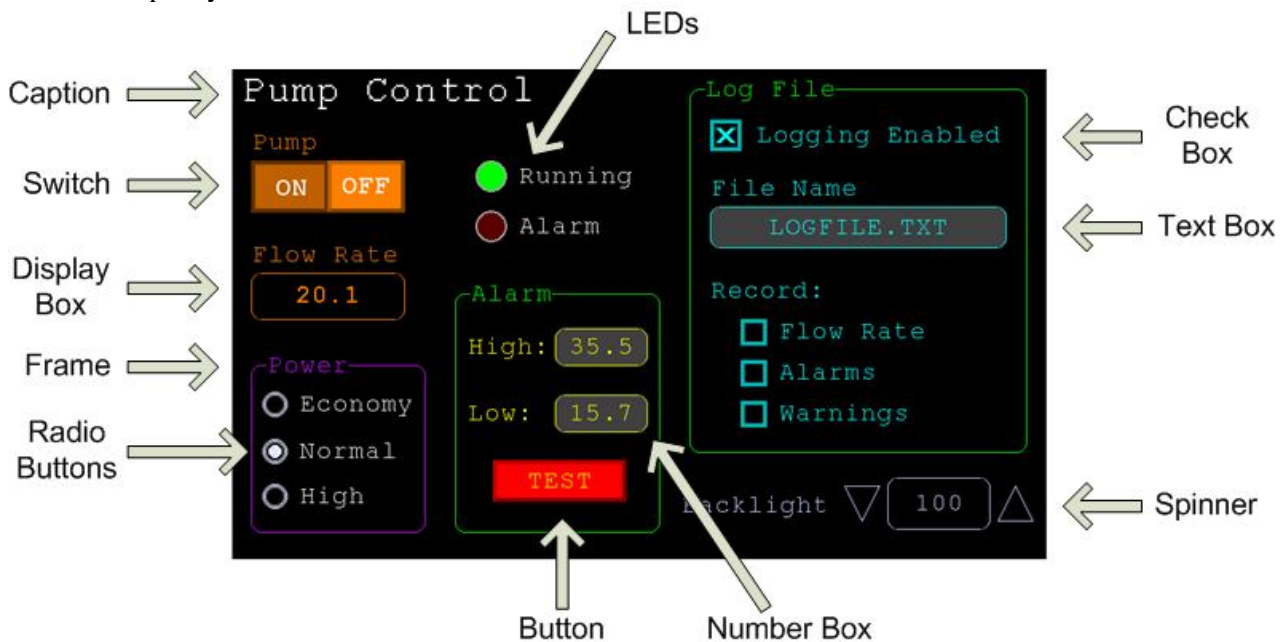 LEDs
Caption
Pump Control
Log File
Check Box
Logging Enabled
Pump
Switch
ON OFF
Running
File Name
LOGFILE.TXT
Text Box
Alarm
Flow Rate
Display Box
20.1
Alarm
Record:
Flow Rate
High: 35.5
Frame
Power
Alarms
Economy
Low: 15.7
Warnings
Radio Buttons
Normal
TEST
High
Backlight 100
Spinner
Button
Number Box